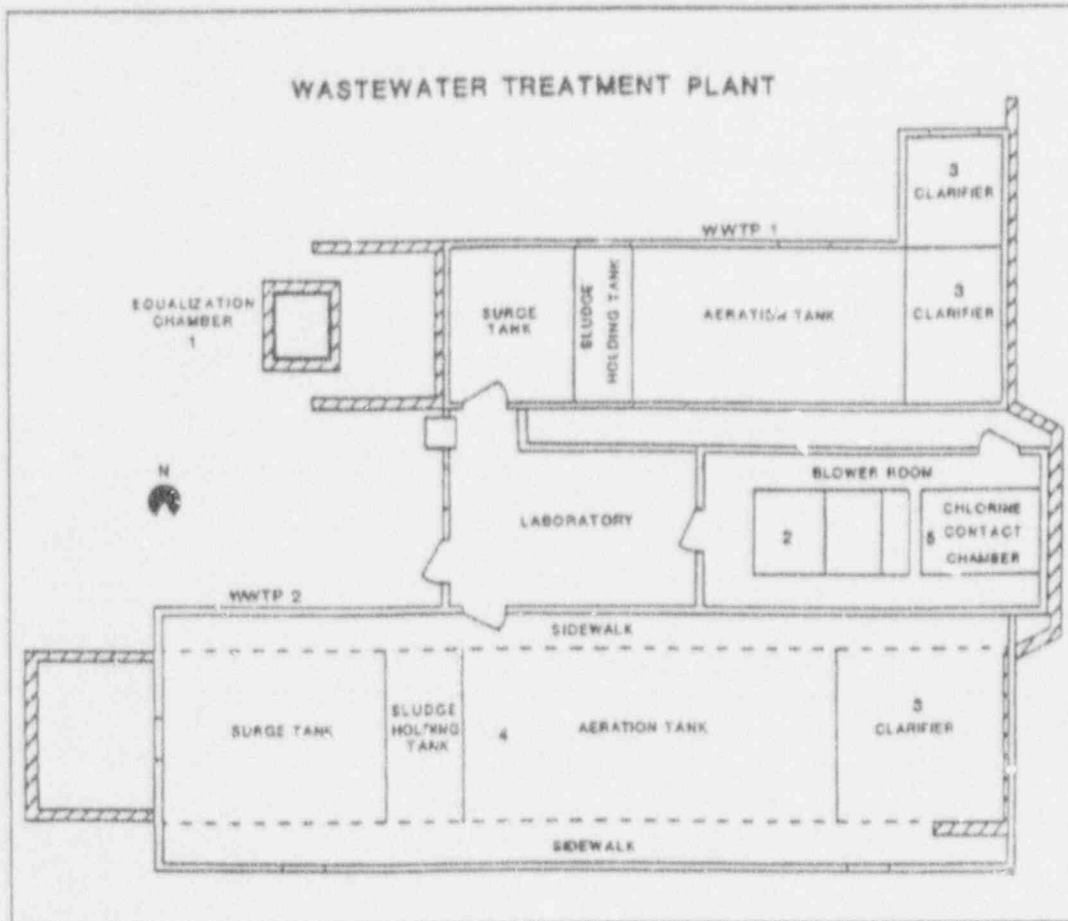 WASTEWATER TREATMENT PLANT
3
CLARIFIER
WWTP 1
EQUALIZATION
CHAMBER
1
SURGE
TANK
SLUDGE
HOLDING TANK
AERATION TANK
3
CLARIFIER
N
BLOWER ROOM
LABORATORY
2
5
CHLORINE
CONTACT
CHAMBER
WWTP 2
SIDEWALK
SURGE TANK
SLUDGE
HOLDING
TANK
4
AERATION TANK
3
CLARIFIER
SIDEWALK